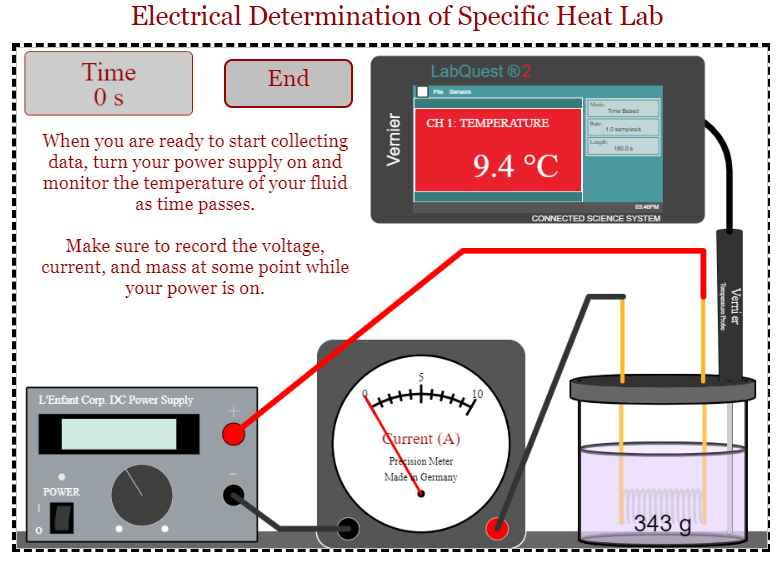 Electrical Determination of Specific Heat Lab
Time
0 s
End
When you are ready to start collecting
data, turn your power supply on and
monitor the temperature of your fluid
as time passes.
Make sure to record the voltage,
current, and mass at some point while
your power is on.
LabQuest ®2
File Sensors
Vernier
CH 1: TEMPERATURE
9.4 °C
Mode:
Time Based
Rate:
1.0 samples/s
Length:
180.0 s
03:46PM
CONNECTED SCIENCE SYSTEM
Vernier
Temperature Probe
L'Enfant Corp. DC Power Supply
+
-
POWER
I
O
0
5
10
Current (A)
Precision Meter
Made in Germany
343 g